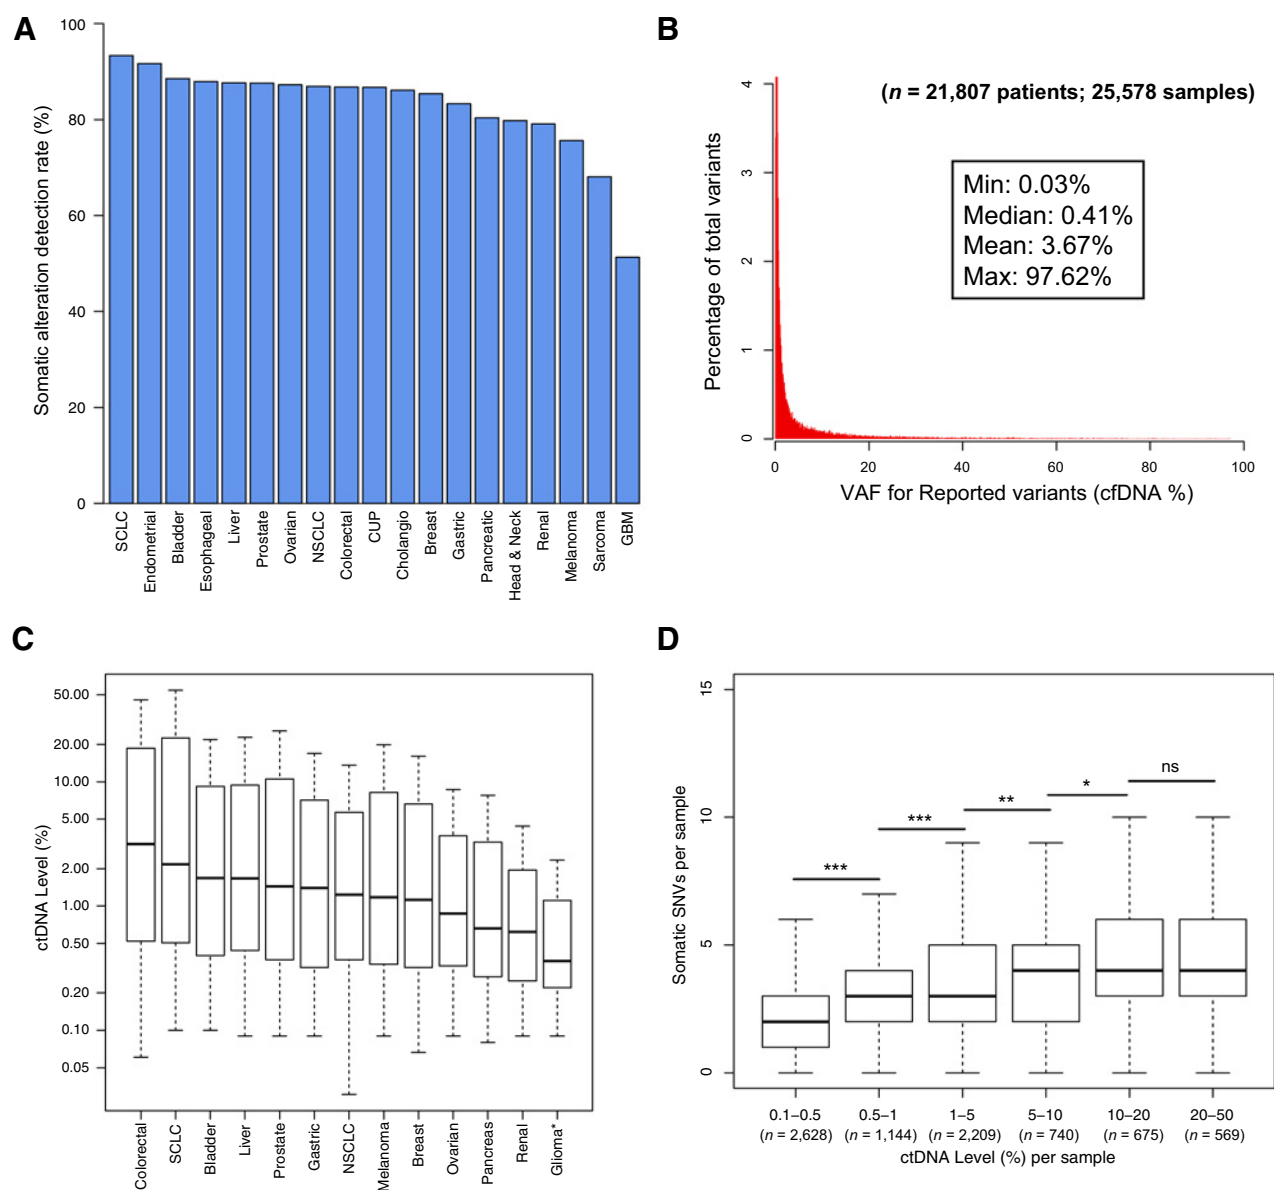 A
Somatic alteration detection rate (%)
100
80
60
40
20
0
SCLC
Endometrial
Bladder
Esophageal
Liver
Prostate
Ovarian
NSCLC
Colorectal
CUP
Cholangio
Breast
Gastric
Pancreatic
Head & Neck
Renal
Melanoma
Sarcoma
GBM
B
(n = 21,807 patients; 25,578 samples)
Min: 0.03%
Median: 0.41%
Mean: 3.67%
Max: 97.62%
Percentage of total variants
4
3
2
1
0
0 20 40 60 80 100
VAF for Reported variants (cfDNA %)
C
ctDNA Level (%)
50.00
20.00
10.00
5.00
2.00
1.00
0.50
0.20
0.10
0.05
Colorectal
SCLC
Bladder
Liver
Prostate
Gastric
NSCLC
Melanoma
Breast
Ovarian
Pancreas
Renal
Glioma*
D
Somatic SNVs per sample
15
10
5
0
***
***
**
*
ns
0.1–0.5 0.5–1 1–5 5–10 10–20 20–50
(n = 2,628) (n = 1,144) (n = 2,209) (n = 740) (n = 675) (n = 569)
ctDNA Level (%) per sample